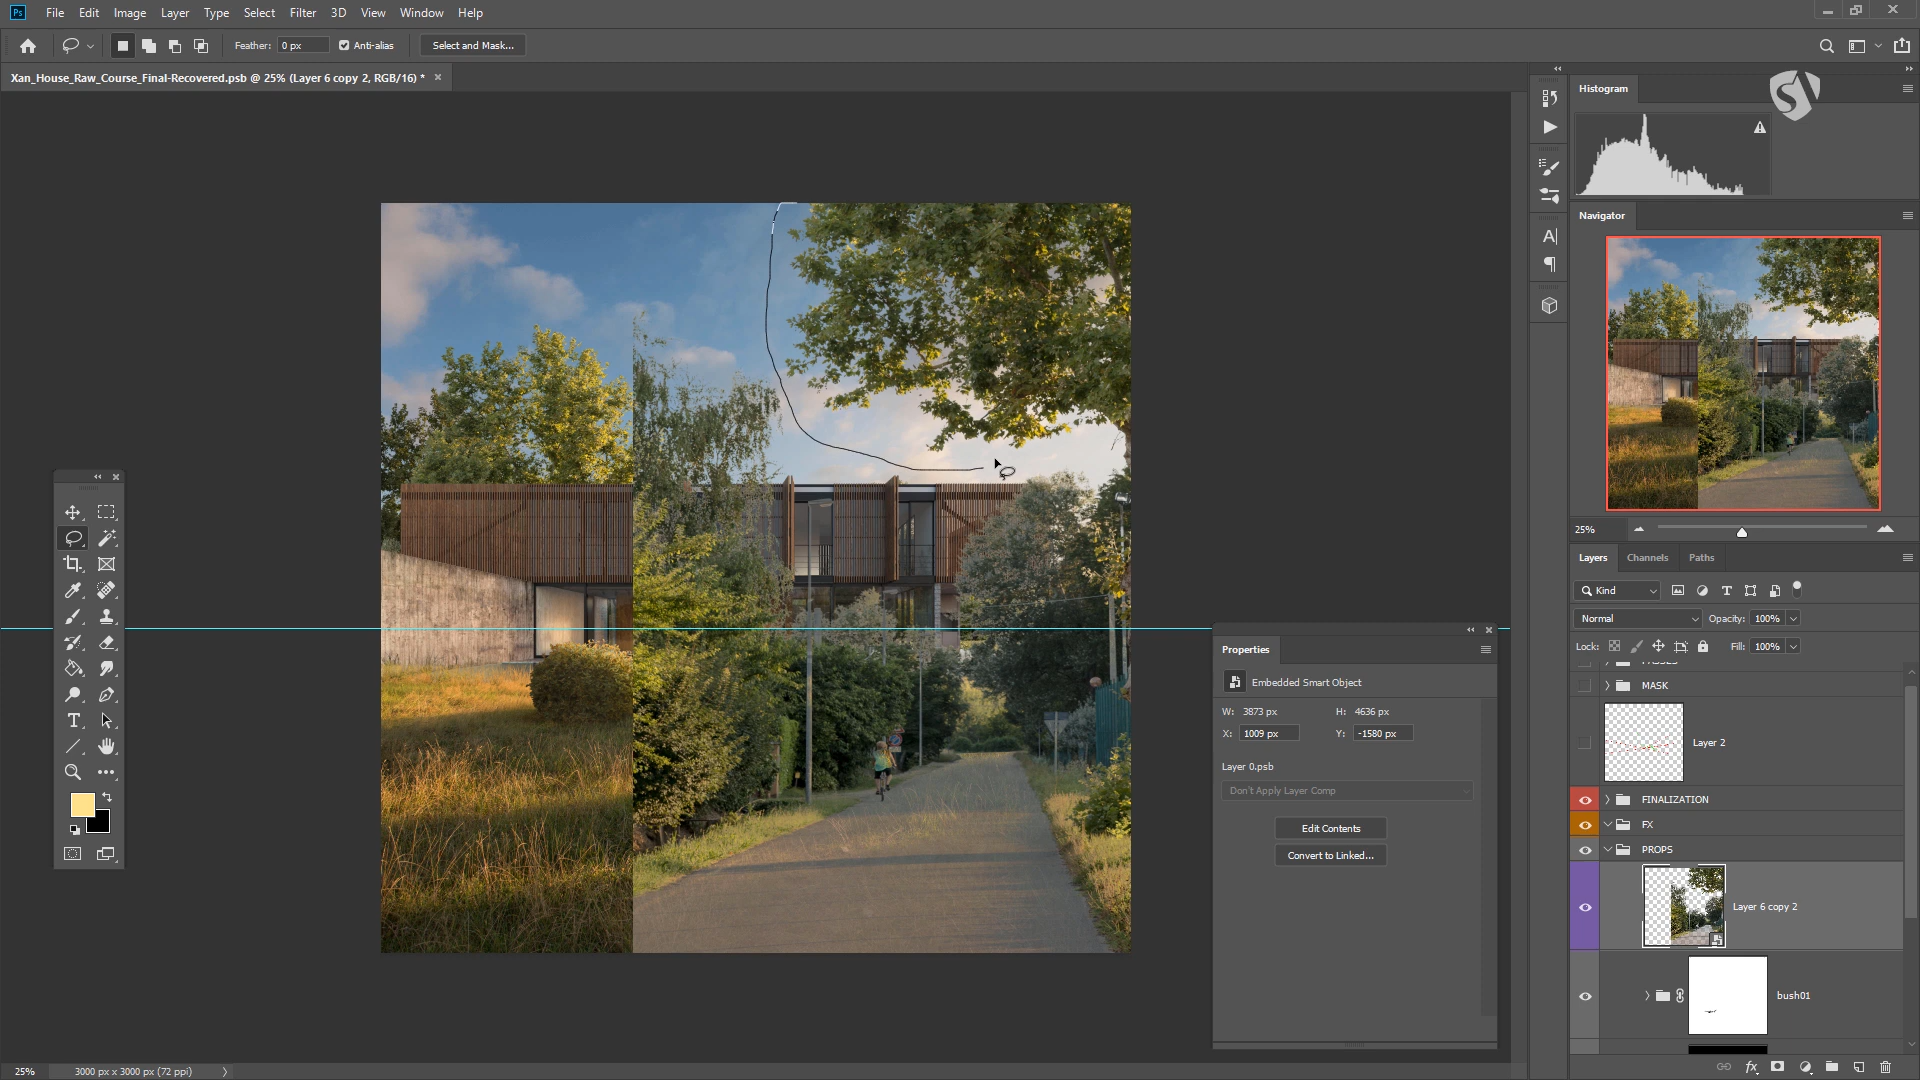 Ps File Edit Image Layer Type Select Filter 3D View Window Help
Feather: 0 px Anti-alias Select and Mask...
Xan_House_Raw_Course_Final-Recovered.psb @ 25% (Layer 6 copy 2, RGB/16) *
Histogram
Navigator
25%
Layers Channels Paths
Kind
Normal Opacity: 100%
Lock: Fill: 100%
MASK
Layer 2
FINALIZATION
FX
PROPS
Layer 6 copy 2
bush01
Properties
Embedded Smart Object
W: 3873 px H: 4636 px
X: 1009 px Y: -1580 px
Layer 0.psb
Don't Apply Layer Comp
Edit Contents
Convert to Linked...
25% 3000 px x 3000 px (72 ppi)